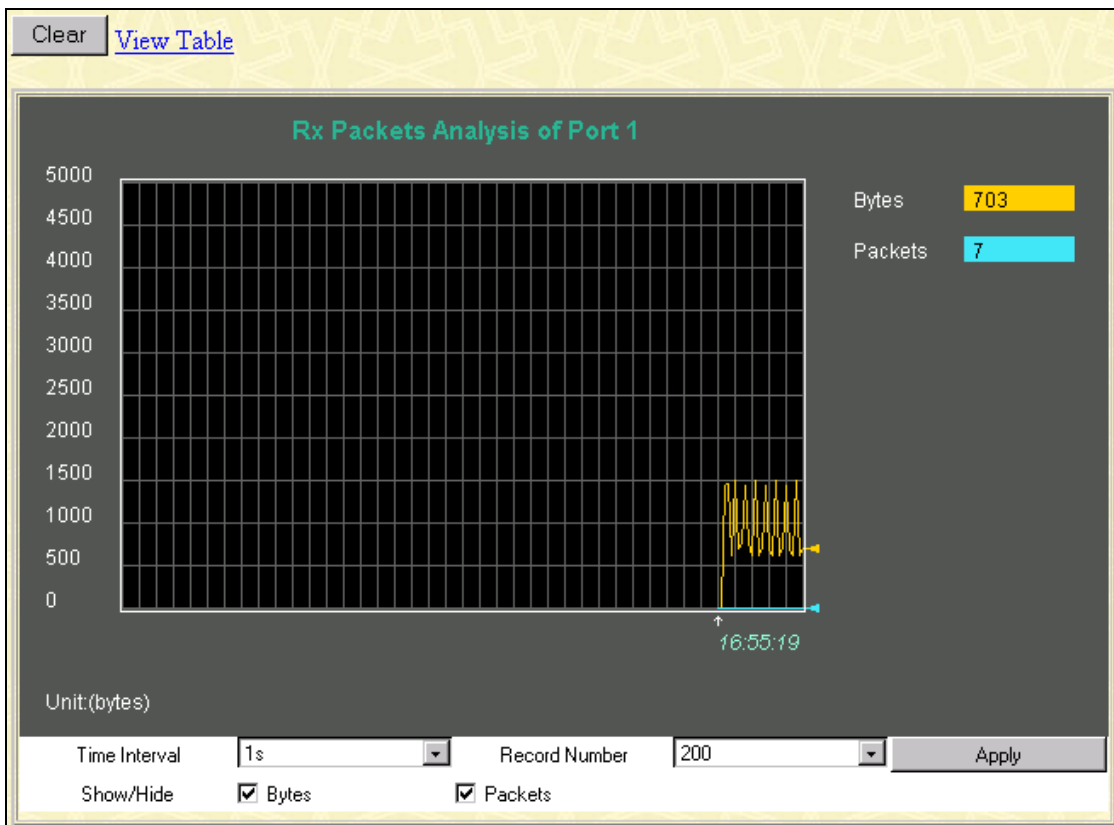 Clear View Table
Rx Packets Analysis of Port 1
5000
4500
4000
3500
3000
2500
2000
1500
1000
500
0
Bytes 703
Packets 7
16:55:19
Unit:(bytes)
Time Interval 1s Record Number 200 Apply
Show/Hide Bytes Packets